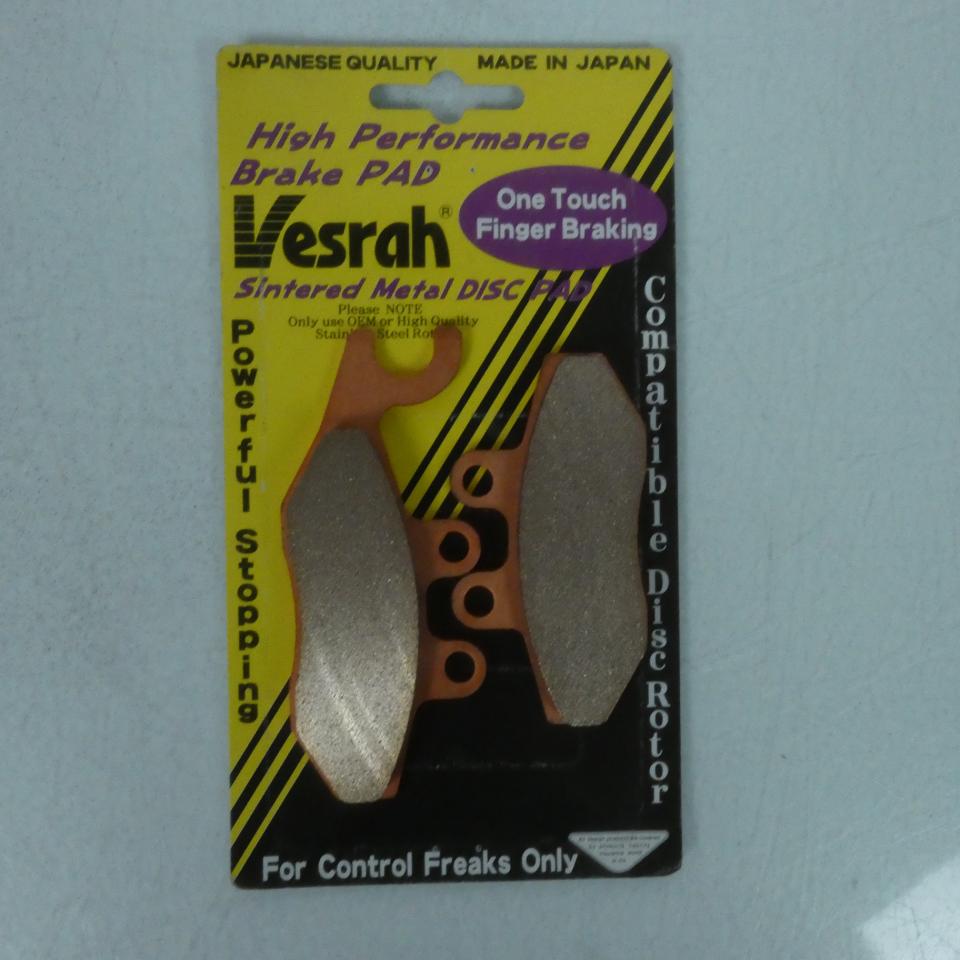 JAPANESE QUALITY MADE IN JAPAN
High Performance
Brake PAD
Vesrah®
One Touch
Finger Braking
Sintered Metal DISC PAD
Please NOTE
Only use OEM or High Quality
Steel
Powerful Stopping
Compatible Disc Rotor
For Control Freaks Only